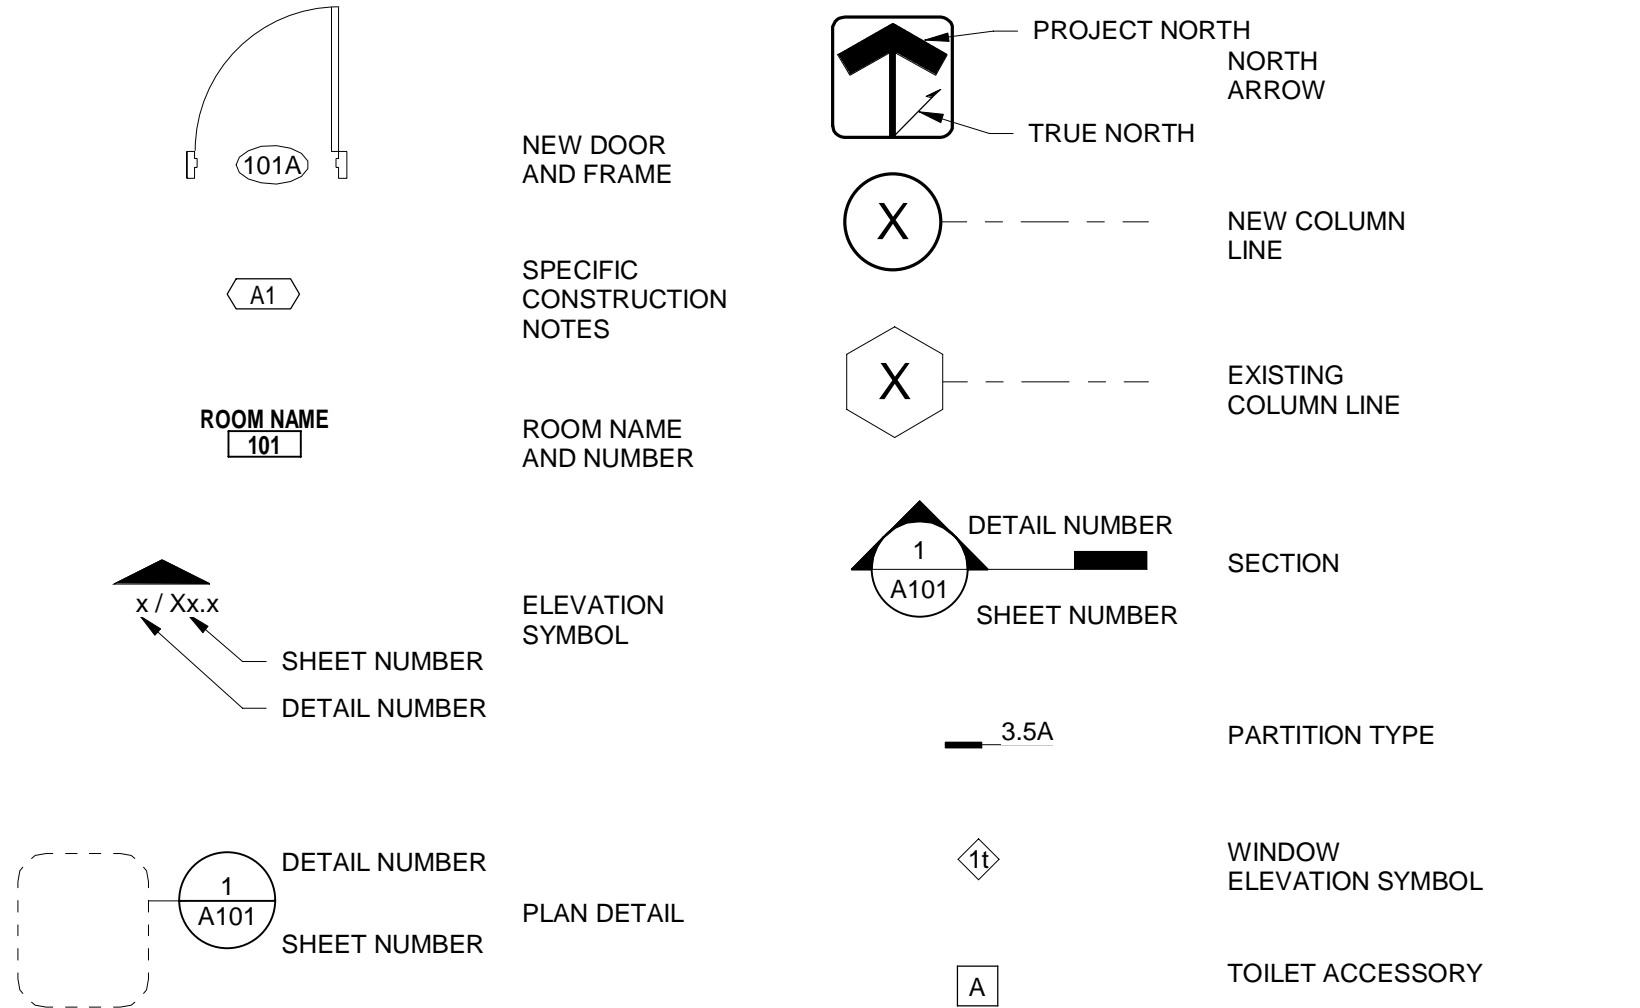 101A
NEW DOOR
AND FRAME
A1
SPECIFIC
CONSTRUCTION
NOTES
ROOM NAME
101
ROOM NAME
AND NUMBER
x / Xx.x
ELEVATION
SYMBOL
SHEET NUMBER
DETAIL NUMBER
DETAIL NUMBER
1
A101
SHEET NUMBER
PLAN DETAIL
PROJECT NORTH
NORTH
ARROW
TRUE NORTH
X
NEW COLUMN
LINE
X
EXISTING
COLUMN LINE
DETAIL NUMBER
1
A101
SHEET NUMBER
SECTION
3.5A
PARTITION TYPE
1t
WINDOW
ELEVATION SYMBOL
A
TOILET ACCESSORY